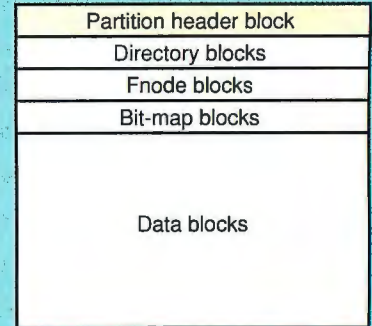 Partition header block
Directory blocks
Fnode blocks
Bit-map blocks
Data blocks